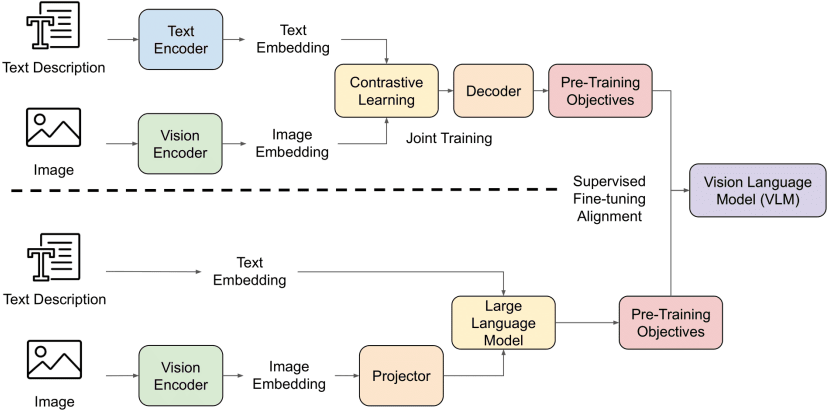 Text Description
Text
Encoder
Text
Embedding
Contrastive
Learning
Decoder
Pre-Training
Objectives
Image
Vision
Encoder
Image
Embedding
Joint Training
Supervised
Fine-tuning
Alignment
Vision Language
Model (VLM)
Text Description
Text
Embedding
Large
Language
Model
Pre-Training
Objectives
Image
Vision
Encoder
Image
Embedding
Projector